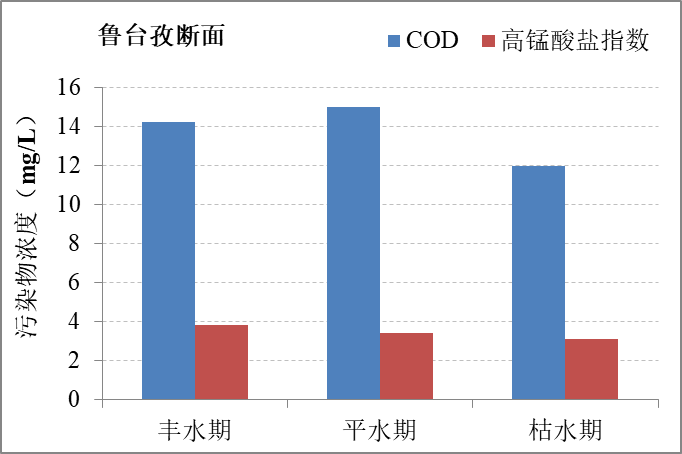 鲁台孜断面
COD
高锰酸盐指数
污染物浓度（mg/L）
16
14
12
10
8
6
4
2
0
丰水期
平水期
枯水期